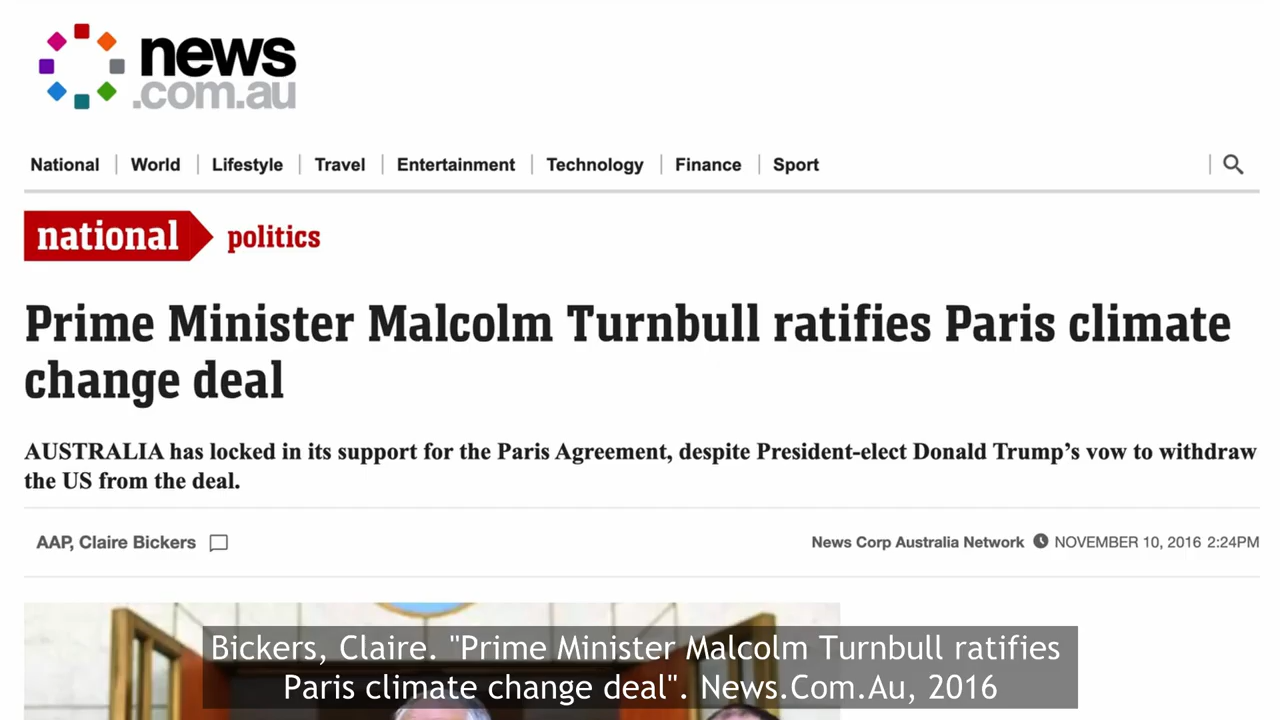 news
.com.au
National World Lifestyle Travel Entertainment Technology Finance Sport
national politics
Prime Minister Malcolm Turnbull ratifies Paris climate
change deal
AUSTRALIA has locked in its support for the Paris Agreement, despite President-elect Donald Trump’s vow to withdraw
the US from the deal.
AAP, Claire Bickers News Corp Australia Network NOVEMBER 10, 2016 2:24PM
Bickers, Claire. "Prime Minister Malcolm Turnbull ratifies
Paris climate change deal". News.Com.Au, 2016